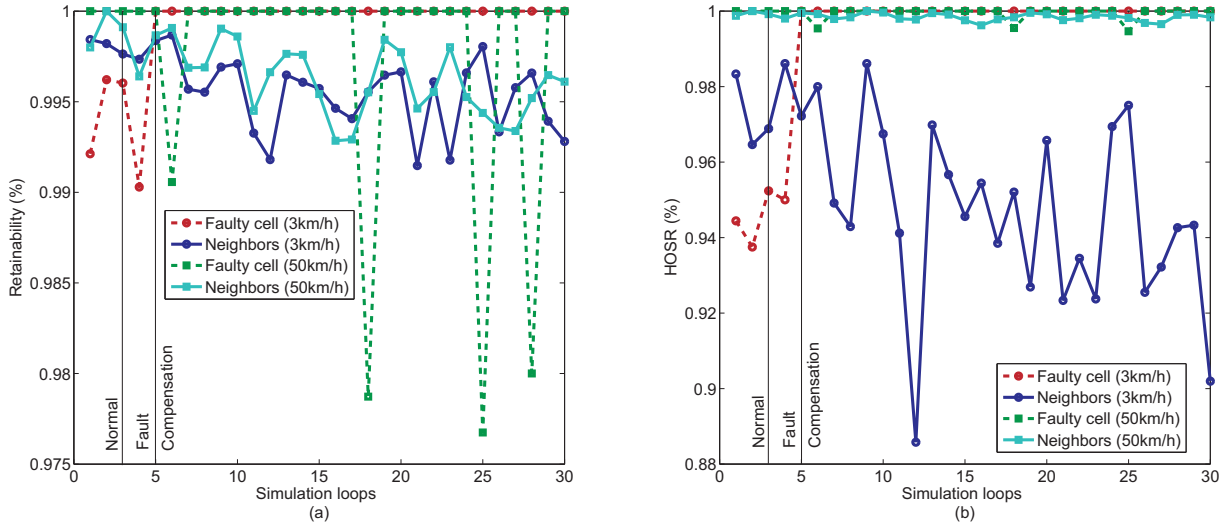 1
0.995
0.99
0.985
0.98
0.975
0
5
10
15
20
25
30
Retainability (%)
Simulation loops
(a)
Normal
Fault
Compensation
Faulty cell (3km/h)
Neighbors (3km/h)
Faulty cell (50km/h)
Neighbors (50km/h)
1
0.98
0.96
0.94
0.92
0.9
0.88
0
5
10
15
20
25
30
HOSR (%)
Simulation loops
(b)
Normal
Fault
Compensation
Faulty cell (3km/h)
Neighbors (3km/h)
Faulty cell (50km/h)
Neighbors (50km/h)